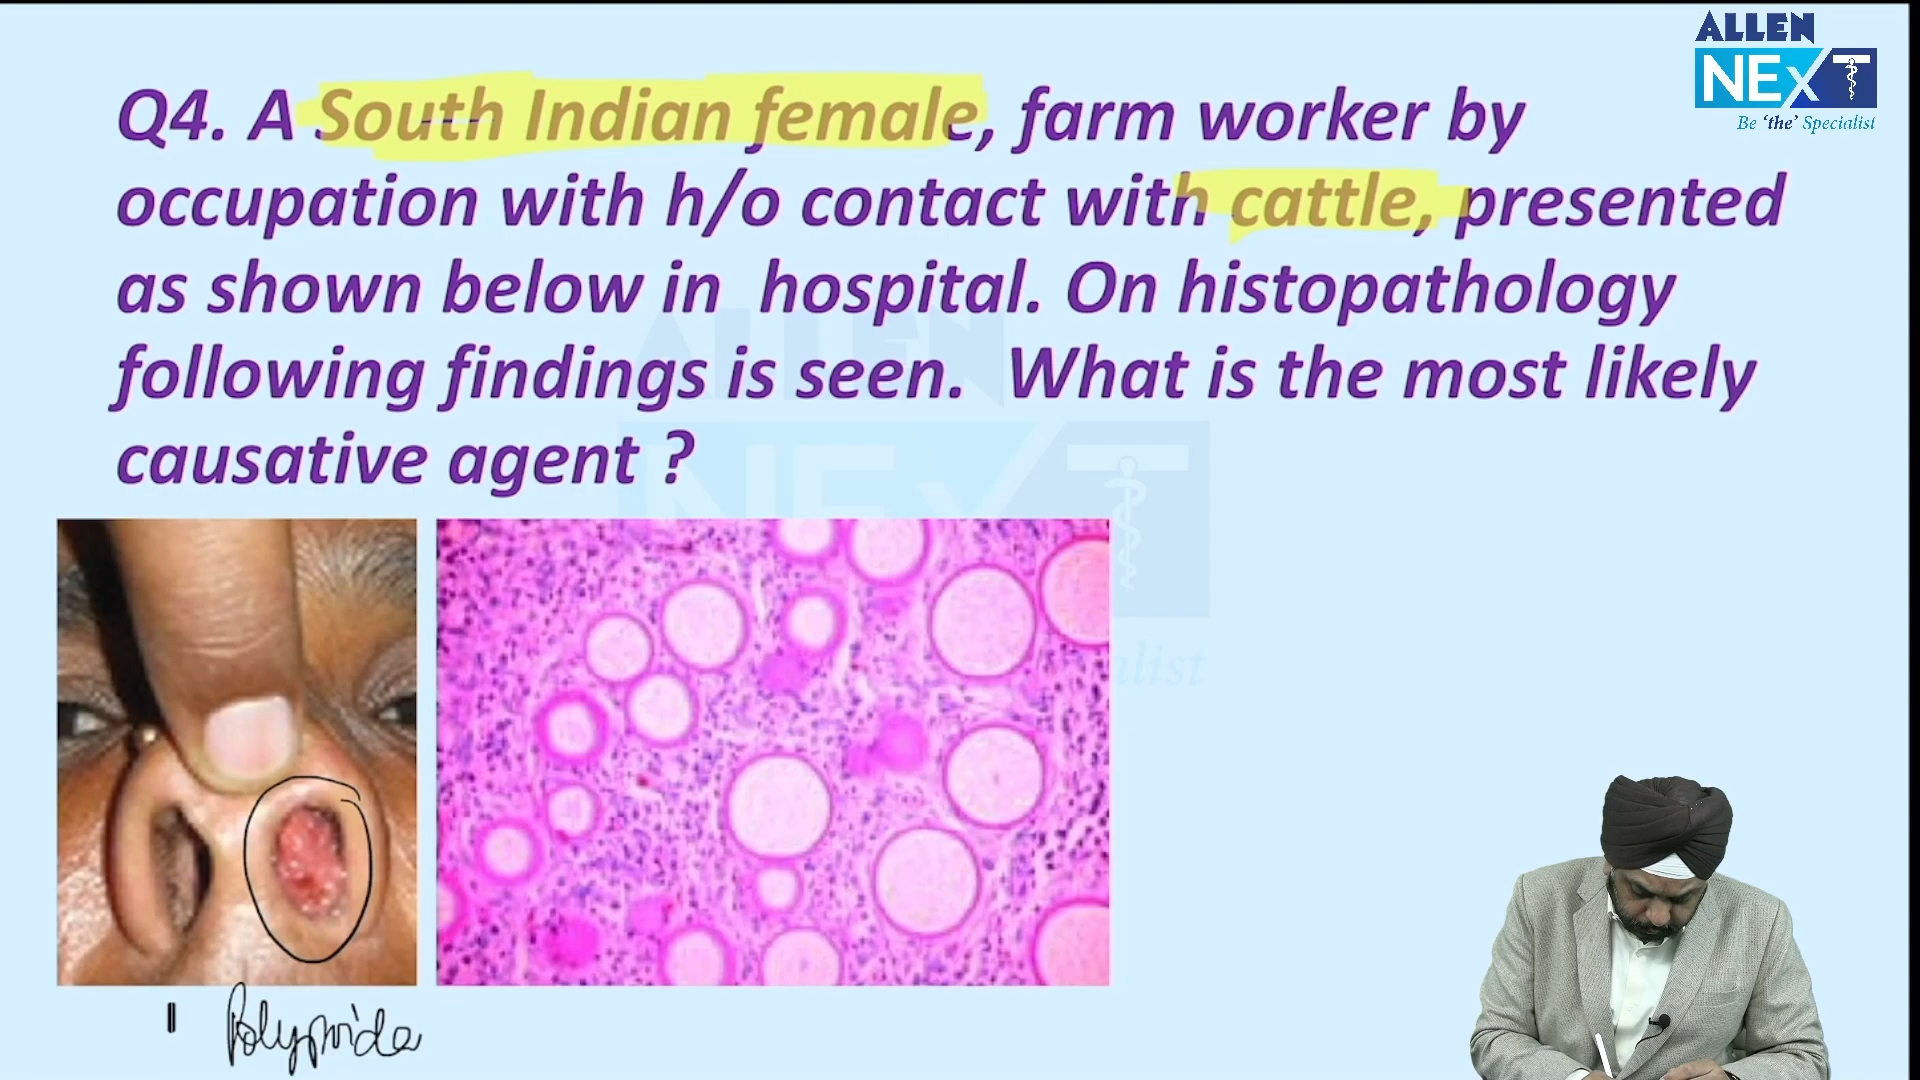 ALLEN
NExT
Be 'the' Specialist
Q4. A South Indian female, farm worker by
occupation with h/o contact with cattle, presented
as shown below in hospital. On histopathology
following findings is seen. What is the most likely
causative agent ?